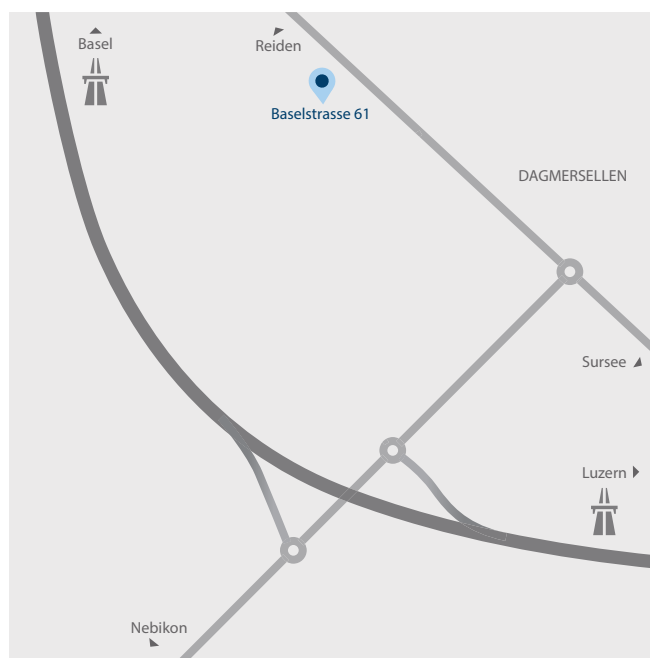 Basel
Reiden
Baselstrasse 61
DAGMERSELLEN
Sursee
Luzern
Nebikon